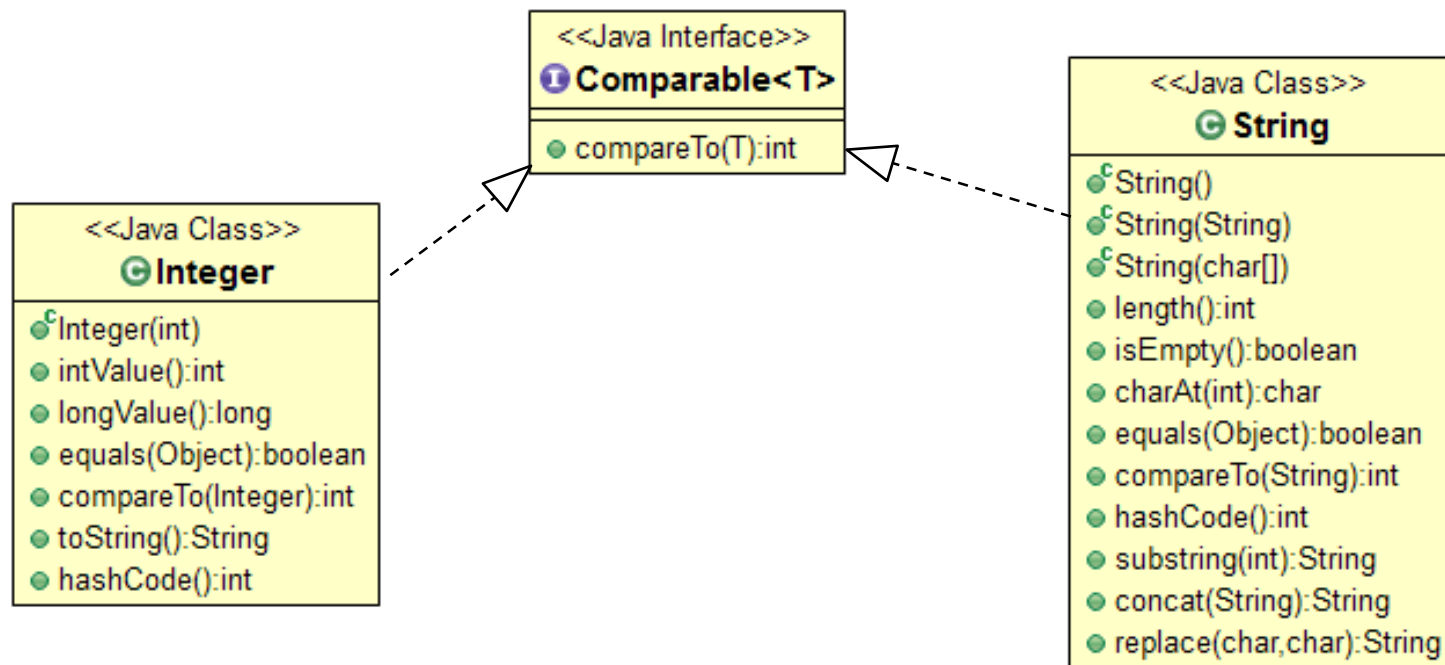 <<Java Interface>>
I Comparable<T>
compareTo(T):int
<<Java Class>>
C Integer
c Integer(int)
intValue():int
longValue():long
equals(Object):boolean
compareTo(Integer):int
toString():String
hashCode():int
<<Java Class>>
C String
c String()
c String(String)
c String(char[])
length():int
isEmpty():boolean
charAt(int):char
equals(Object):boolean
compareTo(String):int
hashCode():int
substring(int):String
concat(String):String
replace(char,char):String